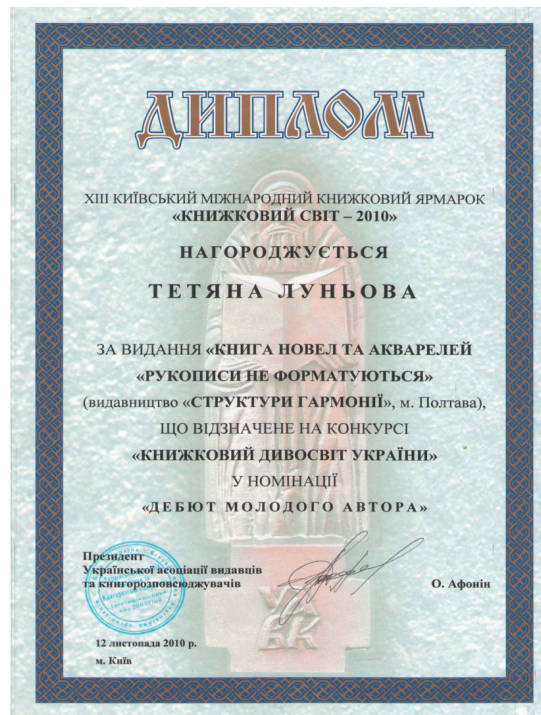 ДИПЛОМ
XIII КИЇВСЬКИЙ МІЖНАРОДНИЙ КНИЖКОВИЙ ЯРМАРОК
«КНИЖКОВИЙ СВІТ – 2010»
НАГОРОДЖУЄТЬСЯ
ТЕТЯНА ЛУНЬОВА
ЗА ВИДАННЯ «КНИГА НОВЕЛ ТА АКВАРЕЛЕЙ
«РУКОПИСИ НЕ ФОРМАТУЮТЬСЯ»
(видавництво «СТРУКТУРИ ГАРМОНІЇ», м. Полтава),
ЩО ВІДЗНАЧЕНЕ НА КОНКУРСІ
«КНИЖКОВИЙ ДИВОСВІТ УКРАЇНИ»
У НОМІНАЦІЇ
«ДЕБЮТ МОЛОДОГО АВТОРА»
Президент
Української асоціації видавців
та книгорозповсюджувачів
О. Афонін
12 листопада 2010 р.
м. Київ